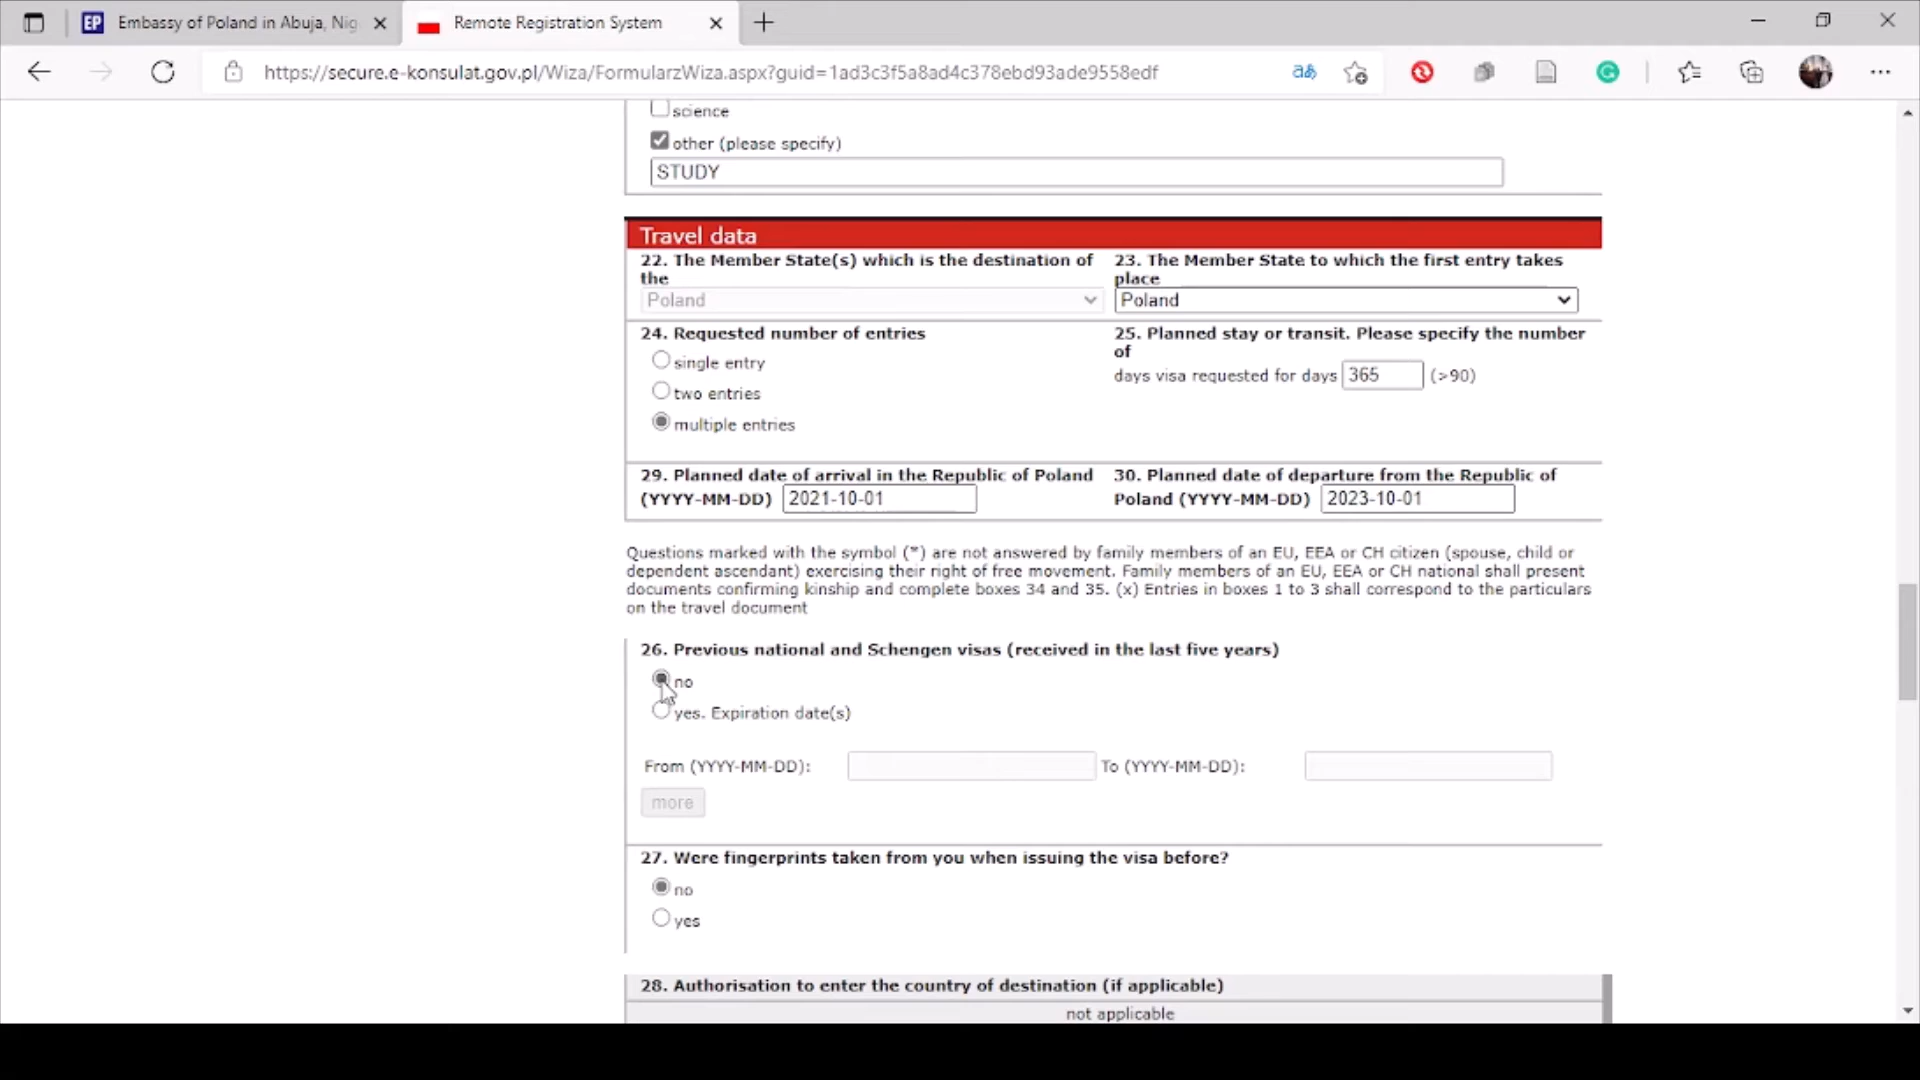 Embassy of Poland in Abuja, Nig
Remote Registration System
https://secure.e-konsulat.gov.pl/Wiza/FormularzWiza.aspx?guid=1ad3c3f5a8ad4c378ebd93ade9558edf
science
other (please specify)
STUDY
Travel data
22. The Member State(s) which is the destination of
the
Poland
23. The Member State to which the first entry takes
place
Poland
24. Requested number of entries
single entry
two entries
multiple entries
25. Planned stay or transit. Please specify the number
of
days visa requested for days 365 (>90)
29. Planned date of arrival in the Republic of Poland
(YYYY-MM-DD) 2021-10-01
30. Planned date of departure from the Republic of
Poland (YYYY-MM-DD) 2023-10-01
Questions marked with the symbol (*) are not answered by family members of an EU, EEA or CH citizen (spouse, child or
dependent ascendant) exercising their right of free movement. Family members of an EU, EEA or CH national shall present
documents confirming kinship and complete boxes 34 and 35. (x) Entries in boxes 1 to 3 shall correspond to the particulars
on the travel document
26. Previous national and Schengen visas (received in the last five years)
no
yes. Expiration date(s)
From (YYYY-MM-DD): To (YYYY-MM-DD):
more
27. Were fingerprints taken from you when issuing the visa before?
no
yes
28. Authorisation to enter the country of destination (if applicable)
not applicable